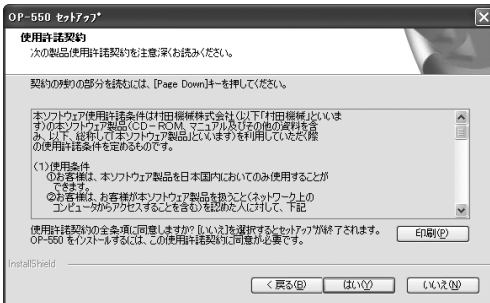 OP-550 ｾｯﾄｱｯﾌﾟ
使用許諾契約
次の製品使用許諾契約を注意深くお読みください。
契約の残りの部分を読むには、[Page Down]キーを押してください。
本ソフトウェア使用許諾条件は村田機械株式会社（以下「村田機械」といいま
す）の本ソフトウェア製品（CD－ROM、マニュアル及びその他の資料を含
み、以下、総称して「本ソフトウェア製品」といいます）を利用していただく際
の使用許諾条件を定めるものです。
（1）使用条件
①お客様は、本ソフトウェア製品を日本国内においてのみ使用することが
できます。
②お客様は、お客様が本ソフトウェア製品を扱うこと（ネットワーク上の
コンピュータからアクセスすることを含む）を認めた人に対して、下記
使用許諾契約の全条項に同意しますか? [いいえ]を選択するとｾｯﾄｱｯﾌﾟが終了されます。
OP-550 をインストールするには、この使用許諾契約に同意が必要です。
印刷(P)
InstallShield
< 戻る(B)
はい(Y)
いいえ(N)